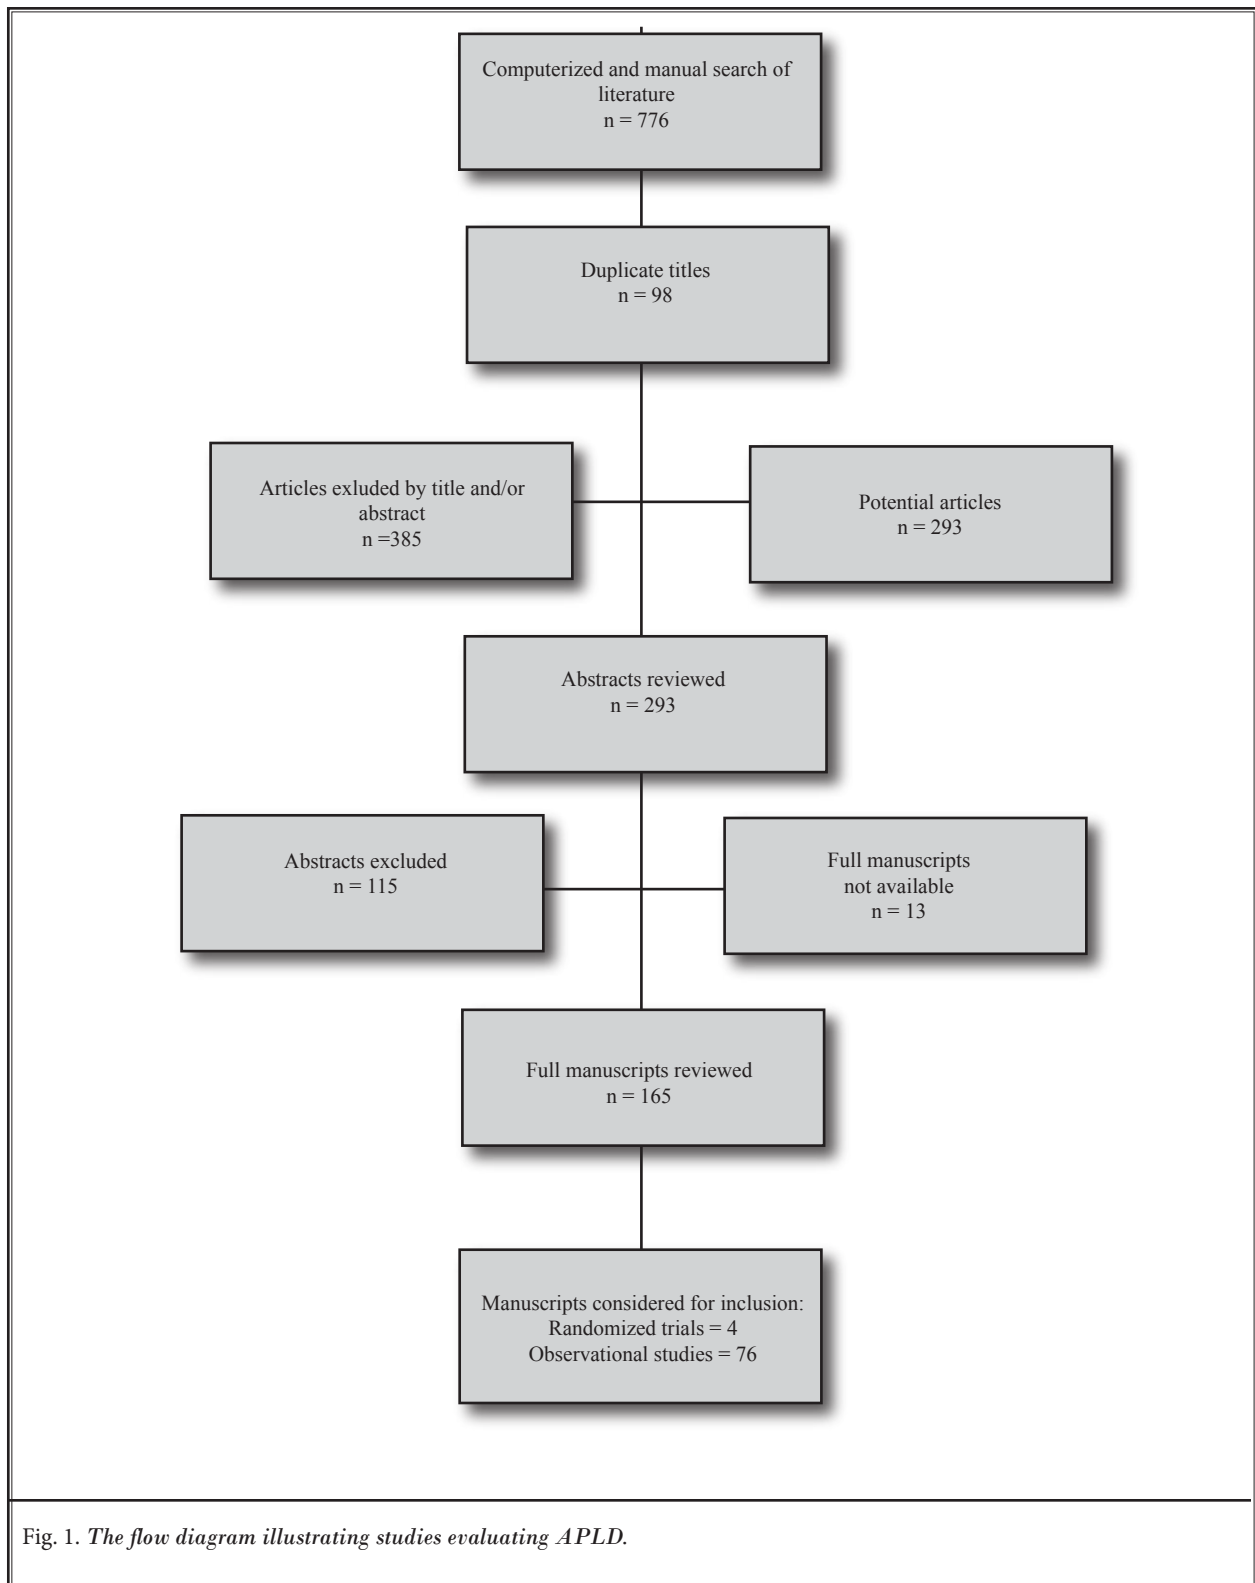 Computerized and manual search of
literature
n = 776
Duplicate titles
n = 98
Articles exluded by title and/or
abstract
n =385
Potential articles
n = 293
Abstracts reviewed
n = 293
Abstracts excluded
n = 115
Full manuscripts
not available
n = 13
Full manuscripts reviewed
n = 165
Manuscripts considered for inclusion:
Randomized trials = 4
Observational studies = 76
Fig. 1. The flow diagram illustrating studies evaluating APLD.